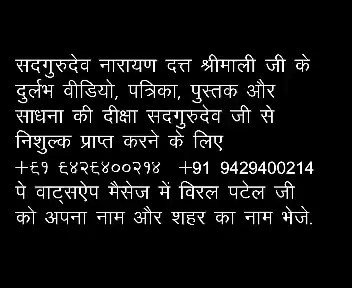 सदगुरुदेव नारायण दत्त श्रीमाली जी के
दुर्लभ वीडियो, पत्रिका, पुस्तक और
साधना की दीक्षा सदगुरुदेव जी से
निशुल्क प्राप्त करने के लिए
+९१ ९४२९४००२१४ +91 9429400214
पे वाट्सऐप मैसेज में विरल पटेल जी
को अपना नाम और शहर का नाम भेजे.